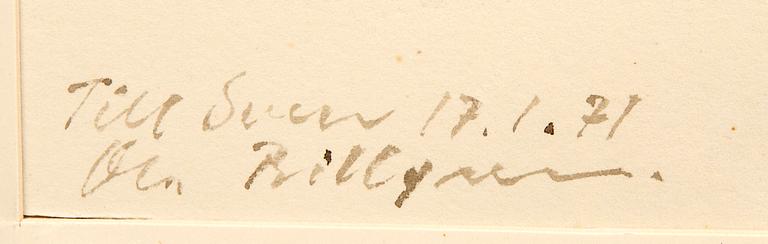 Till Sven 17.1.71
Ola Billgren.